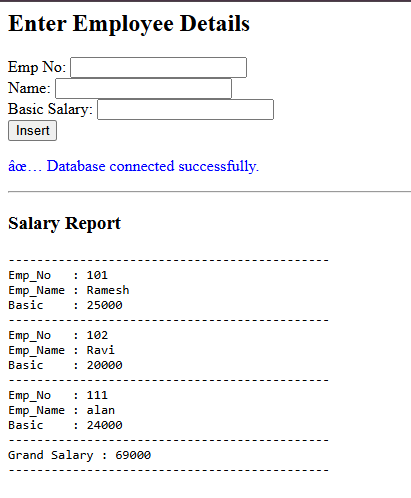 Enter Employee Details
Emp No:
Name:
Basic Salary:
Insert
âœ… Database connected successfully.
Salary Report
---------------------------------------------
Emp_No   : 101
Emp_Name : Ramesh
Basic    : 25000
---------------------------------------------
Emp_No   : 102
Emp_Name : Ravi
Basic    : 20000
---------------------------------------------
Emp_No   : 111
Emp_Name : alan
Basic    : 24000
---------------------------------------------
Grand Salary : 69000
---------------------------------------------